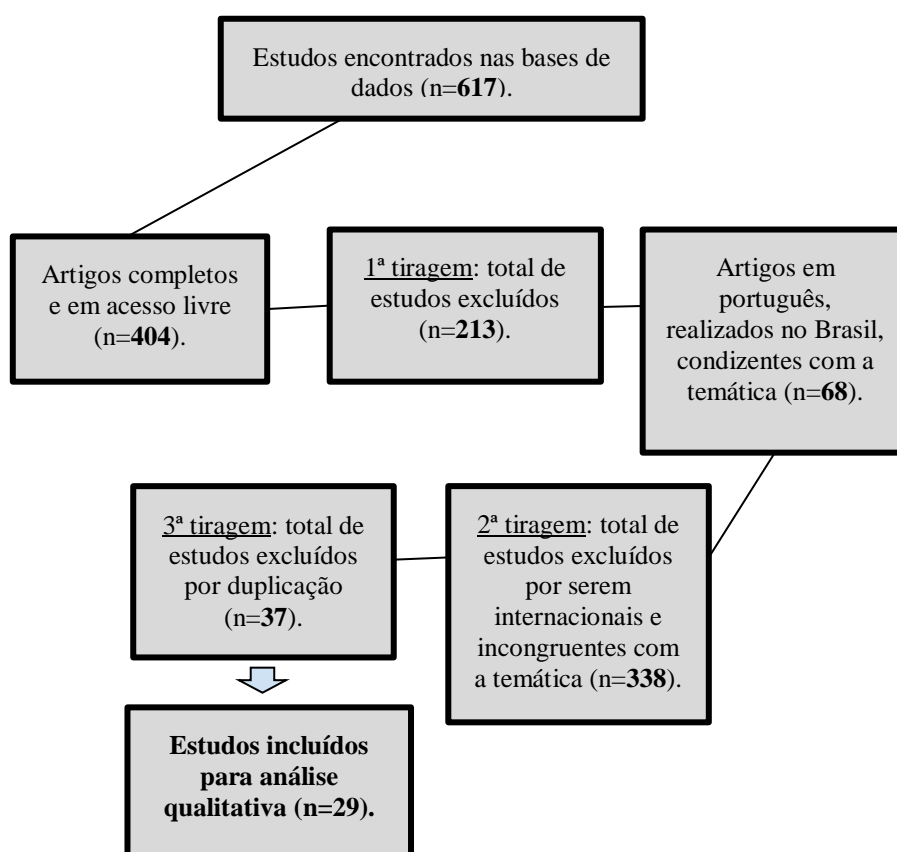 Estudos encontrados nas bases de
dados (n=617).
Artigos completos
e em acesso livre
(n=404).
1ª tiragem: total de
estudos excluídos
(n=213).
Artigos em
português,
realizados no Brasil,
condizentes com a
temática (n=68).
3ª tiragem: total de
estudos excluídos
por duplicação
(n=37).
2ª tiragem: total de
estudos excluídos
por serem
internacionais e
incongruentes com
a temática (n=338).
Estudos incluídos
para análise
qualitativa (n=29).